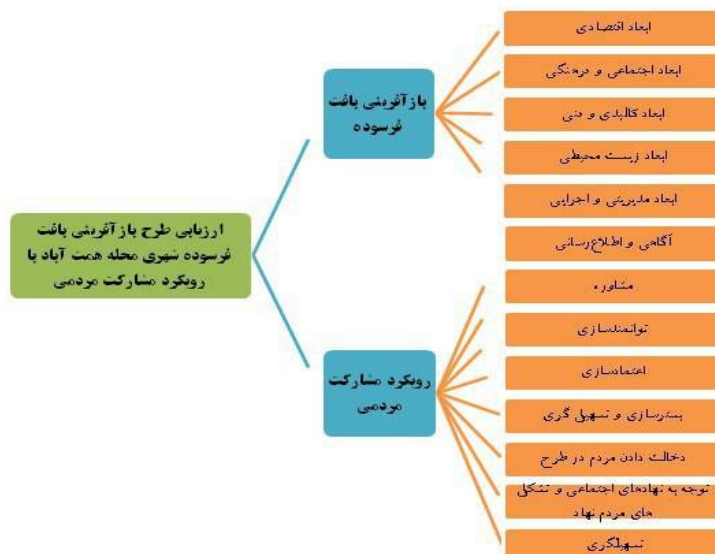 ارزیابی طرح بازآفرینی بافت
فرسوده شهری محله همت آباد با
رویکرد مشارکت مردمی
بازآفرینی بافت
فرسوده
ابعاد اقتصادی
ابعاد اجتماعی و فرهنگی
ابعاد کالبدی و فنی
ابعاد زیست محیطی
ابعاد مدیریتی و اجرایی
رویکرد مشارکت
مردمی
آگاهی و اطلاع‌رسانی
مشاوره
توانمندسازی
اعتمادسازی
بسترسازی و تسهیل گری
دخالت دادن مردم در طرح
توجه به نهادهای اجتماعی و تشکل
های مردم نهاد
تسهیلگری